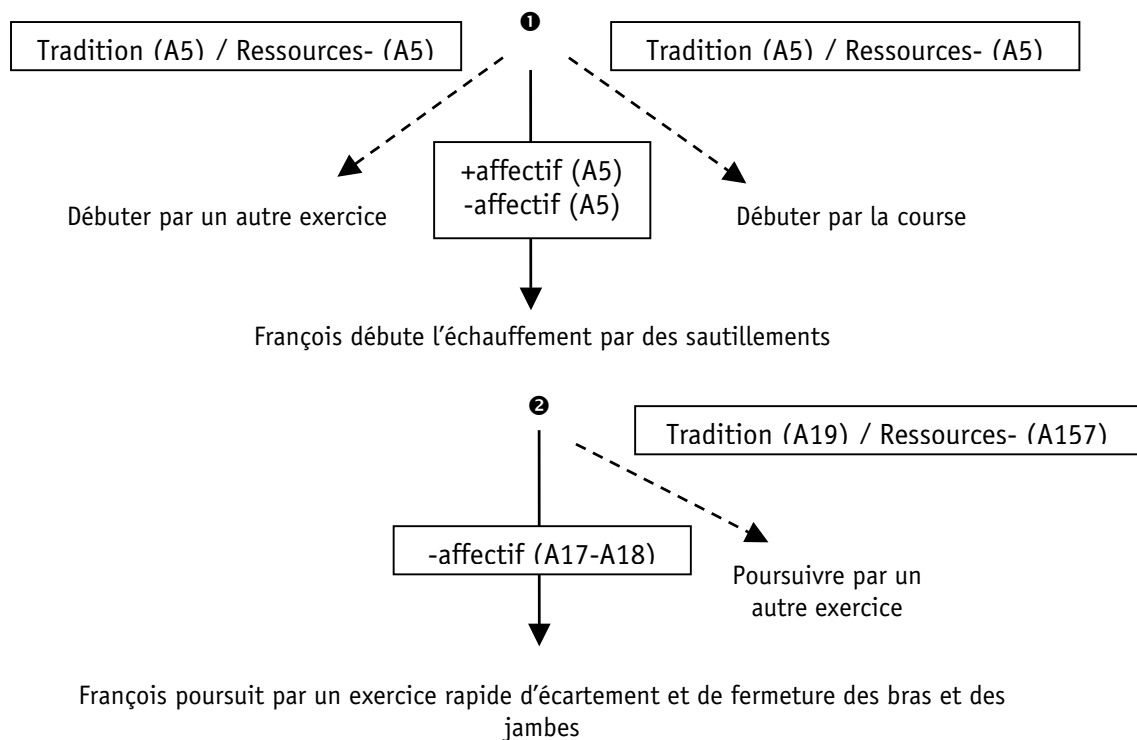 ❶
Tradition (A5) / Ressources- (A5)
Tradition (A5) / Ressources- (A5)
+affectif (A5)
-affectif (A5)
Débuter par un autre exercice
Débuter par la course
François débute l’échauffement par des sautillements
❷
Tradition (A19) / Ressources- (A157)
-affectif (A17-A18)
Poursuivre par un
autre exercice
François poursuit par un exercice rapide d’écartement et de fermeture des bras et des
jambes